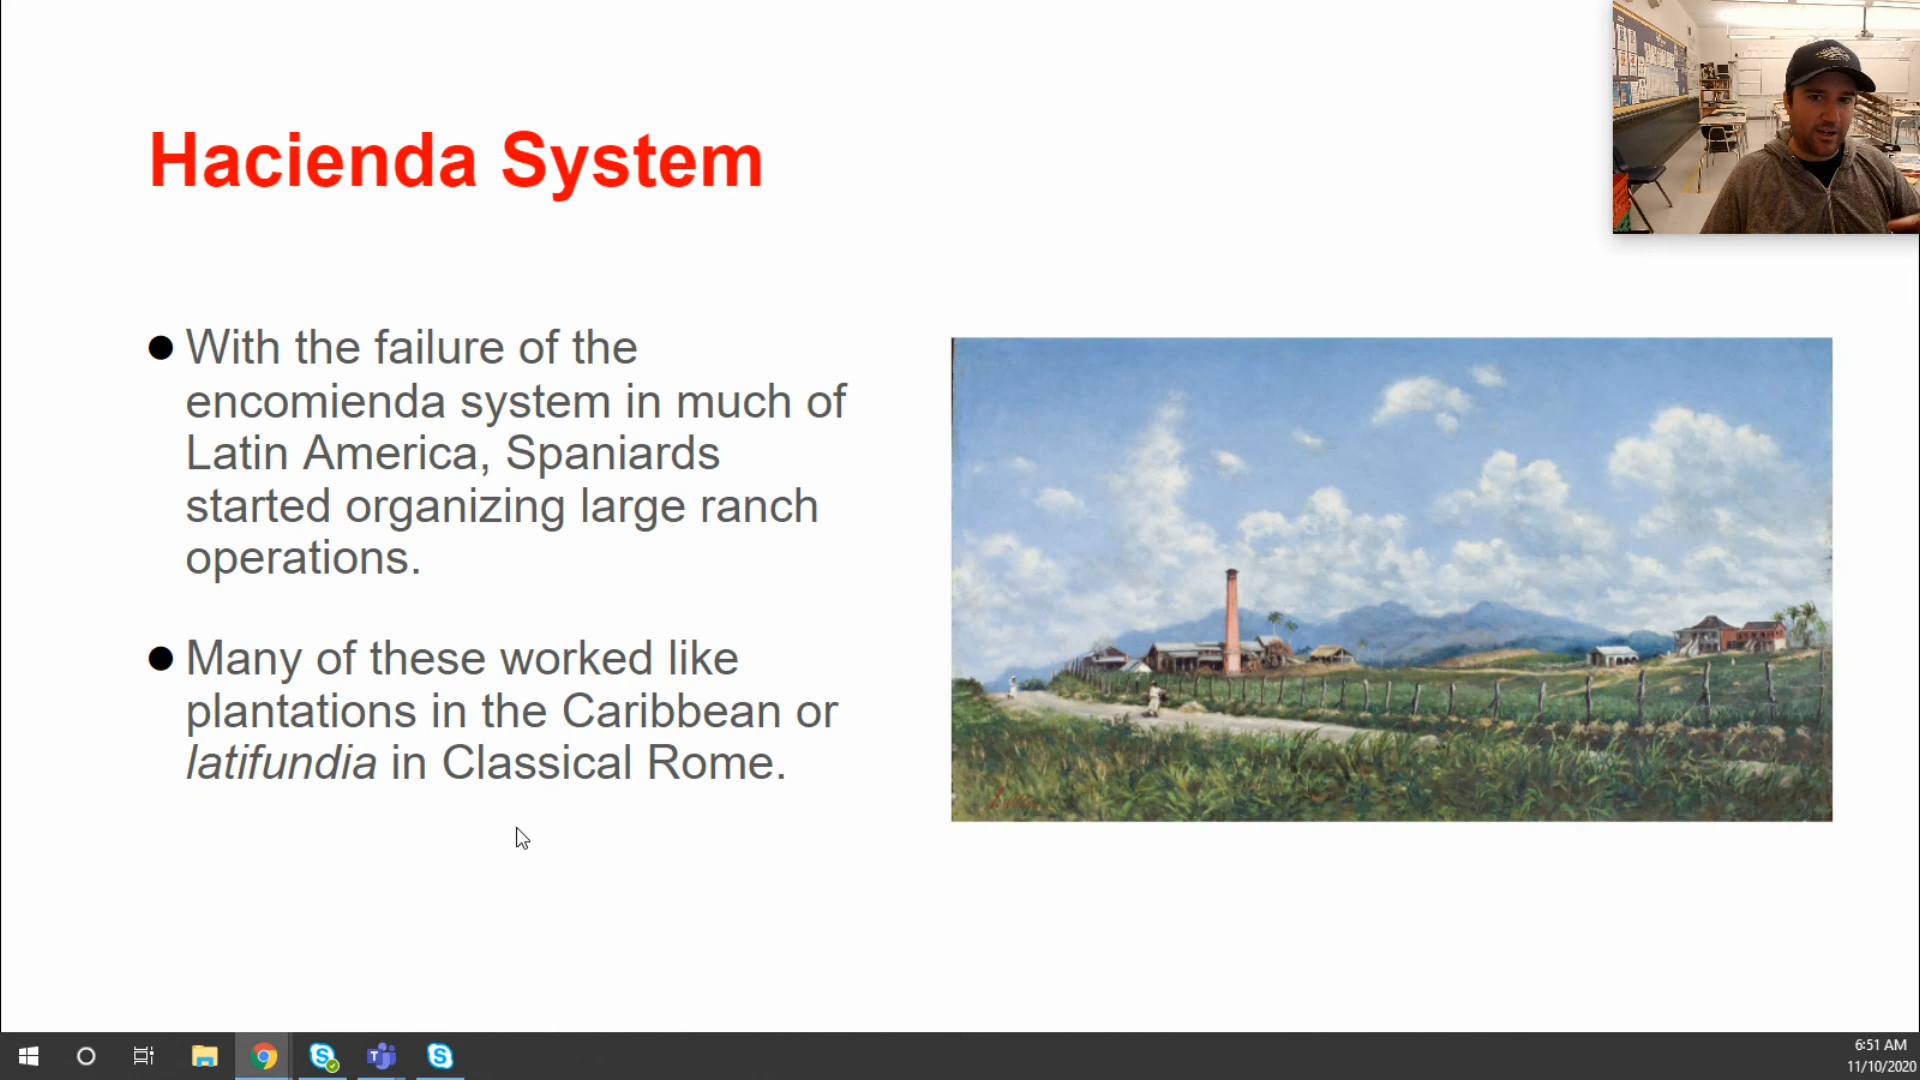 Hacienda System
● With the failure of the
encomienda system in much of
Latin America, Spaniards
started organizing large ranch
operations.
● Many of these worked like
plantations in the Caribbean or
latifundia in Classical Rome.
6:51 AM
11/10/2020